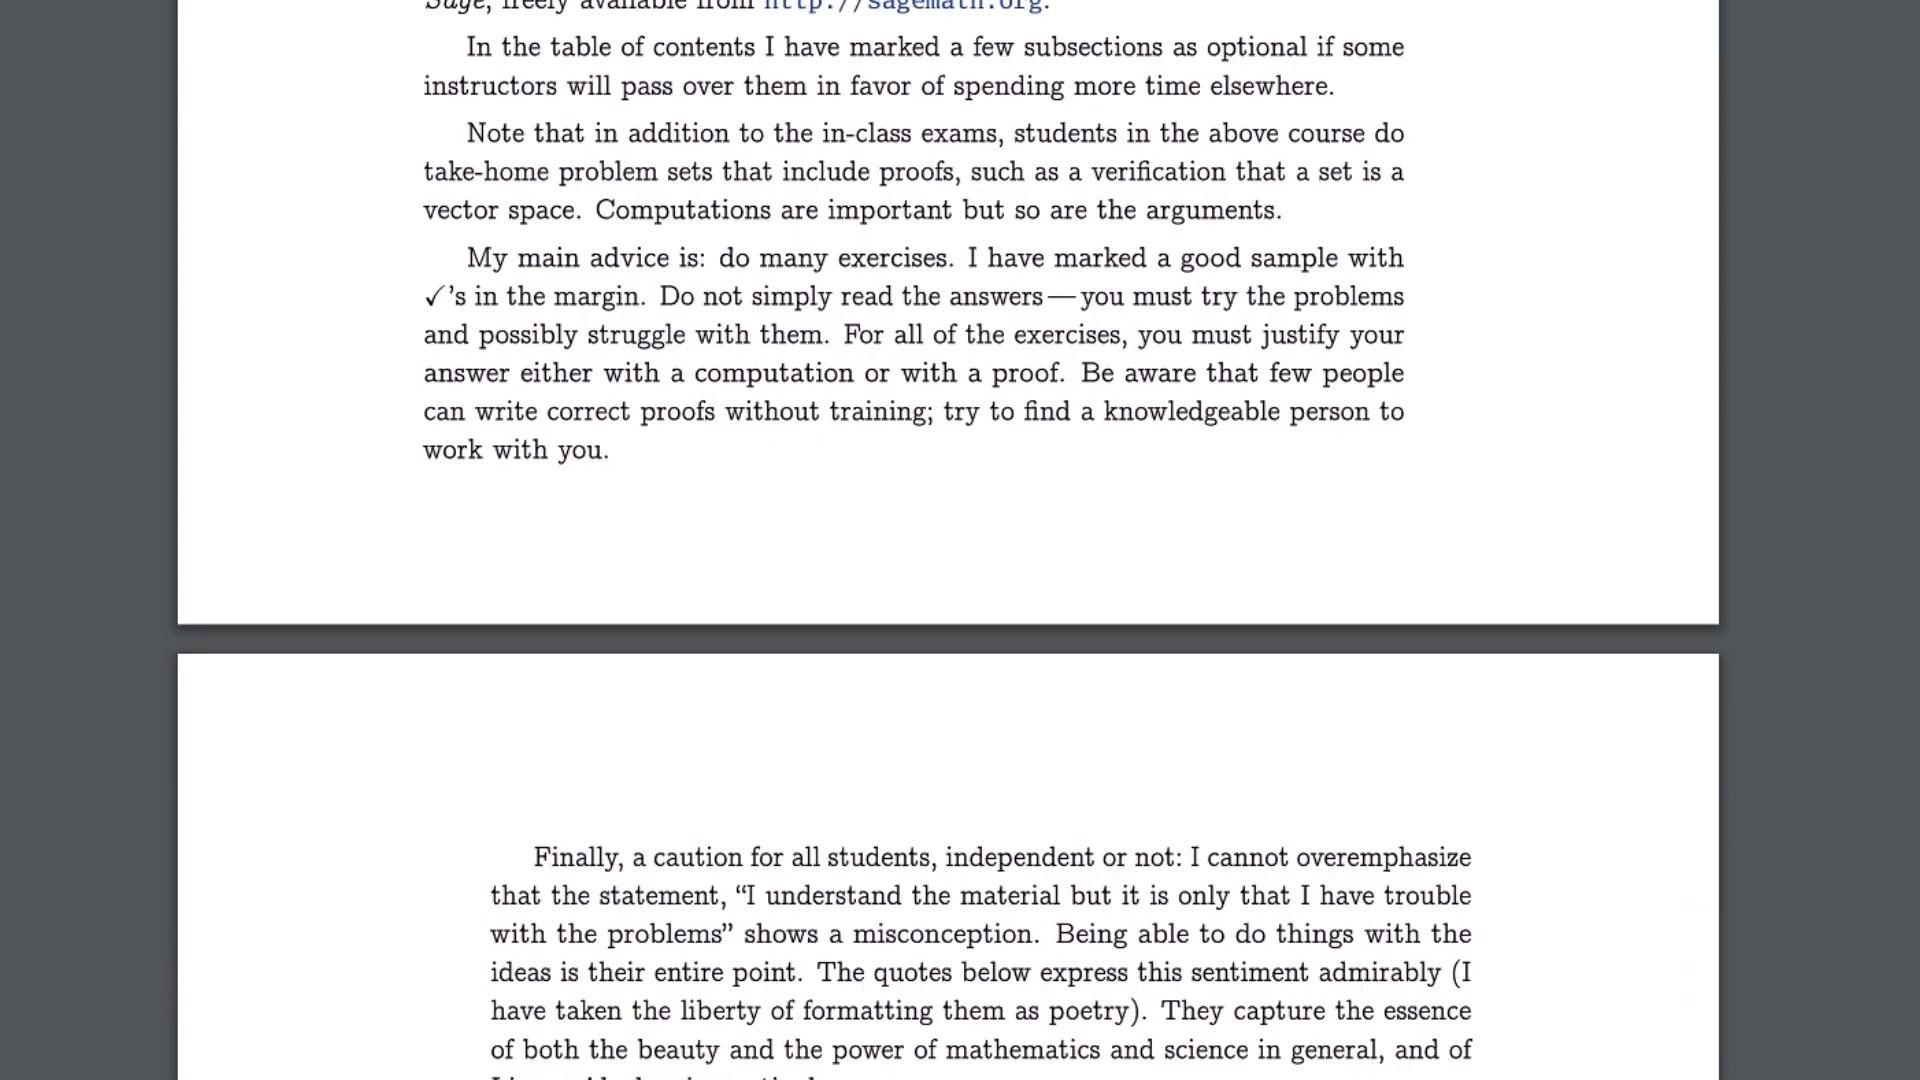 Sage, freely available from http://sagemath.org.
In the table of contents I have marked a few subsections as optional if some
instructors will pass over them in favor of spending more time elsewhere.
Note that in addition to the in-class exams, students in the above course do
take-home problem sets that include proofs, such as a verification that a set is a
vector space. Computations are important but so are the arguments.
My main advice is: do many exercises. I have marked a good sample with
✓’s in the margin. Do not simply read the answers — you must try the problems
and possibly struggle with them. For all of the exercises, you must justify your
answer either with a computation or with a proof. Be aware that few people
can write correct proofs without training; try to find a knowledgeable person to
work with you.
Finally, a caution for all students, independent or not: I cannot overemphasize
that the statement, “I understand the material but it is only that I have trouble
with the problems” shows a misconception. Being able to do things with the
ideas is their entire point. The quotes below express this sentiment admirably (I
have taken the liberty of formatting them as poetry). They capture the essence
of both the beauty and the power of mathematics and science in general, and of